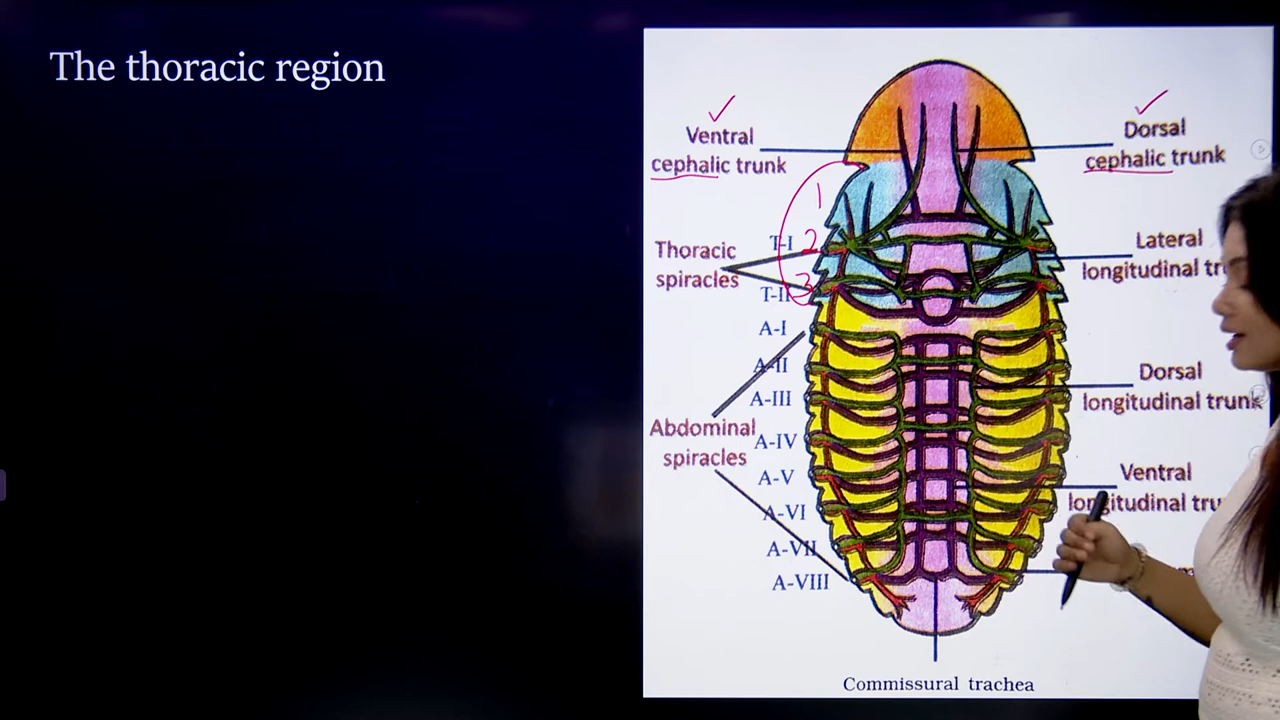 The thoracic region
Ventral
cephalic trunk
Dorsal
cephalic trunk
1
T-I 2
Thoracic
spiracles
3
T-II
Lateral
longitudinal
A-I
A-II
A-III
Dorsal
longitudinal trunk
Abdominal
spiracles
A-IV
A-V
Ventral
longitudinal
A-VI
A-VII
A-VIII
Commissural trachea